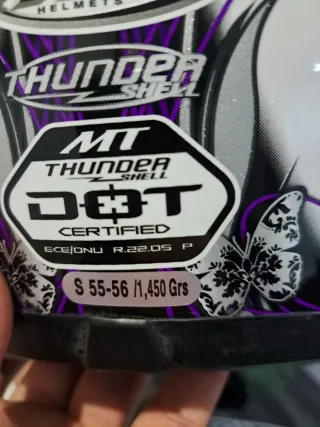 HELMETS
THUNDER
SHELL
MT
THUNDER
SHELL
DOT
CERTIFIED
ECE/ONU R.22.05 P
S 55-56 /1,450 Grs